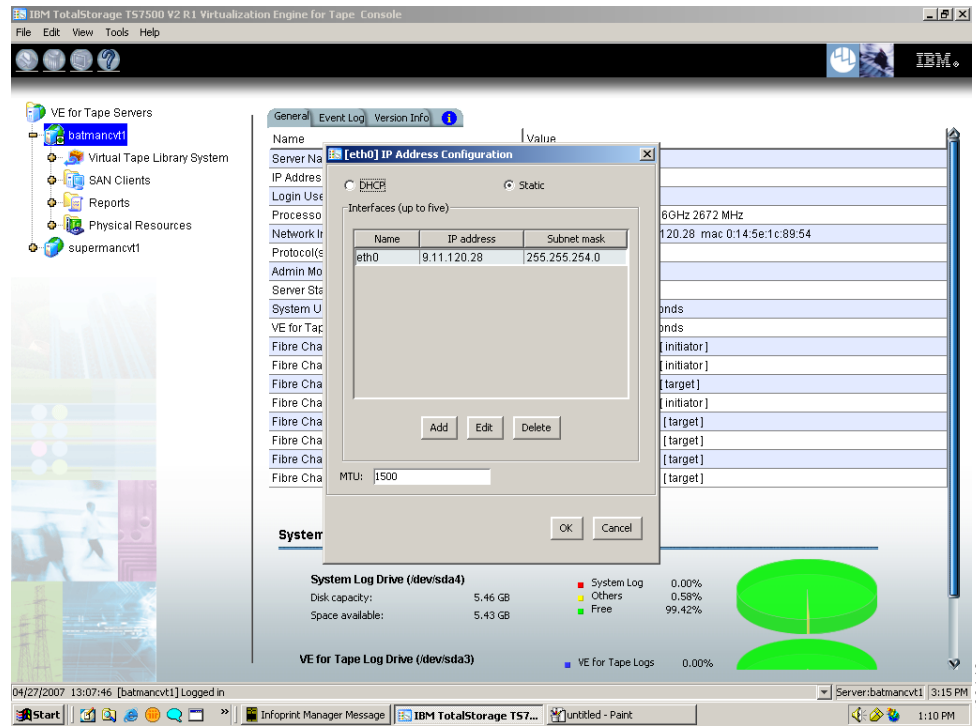 IBM TotalStorage TS7500 V2 R1 Virtualization Engine for Tape Console
File Edit View Tools Help
IBM
VE for Tape Servers
batmancvt1
Virtual Tape Library System
SAN Clients
Reports
Physical Resources
supermancvt1
General Event Log Version Info
Name Value
Server Na
IP Addres
Login Use
Processo 6GHz 2672 MHz
Network Ir 120.28 mac 0:14:5e:1c:89:54
Protocol(s
Admin Mo
Server Sta
System U onds
VE for Tap onds
Fibre Cha [ initiator ]
Fibre Cha [ initiator ]
Fibre Cha [ target ]
Fibre Cha [ initiator ]
Fibre Cha [ target ]
Fibre Cha [ target ]
Fibre Cha [ target ]
Fibre Cha [ target ]
[eth0] IP Address Configuration
DHCP Static
Interfaces (up to five)
Name IP address Subnet mask
eth0 9.11.120.28 255.255.254.0
Add Edit Delete
MTU: 1500
OK Cancel
System
System Log Drive (/dev/sda4)
Disk capacity: 5.46 GB
Space available: 5.43 GB
System Log 0.00%
Others 0.58%
Free 99.42%
VE for Tape Log Drive (/dev/sda3)
VE for Tape Logs 0.00%
04/27/2007 13:07:46 [batmancvt1] Logged in
Server:batmancvt1 3:15 PM
Start Infoprint Manager Message IBM TotalStorage TS7... untitled - Paint 1:10 PM